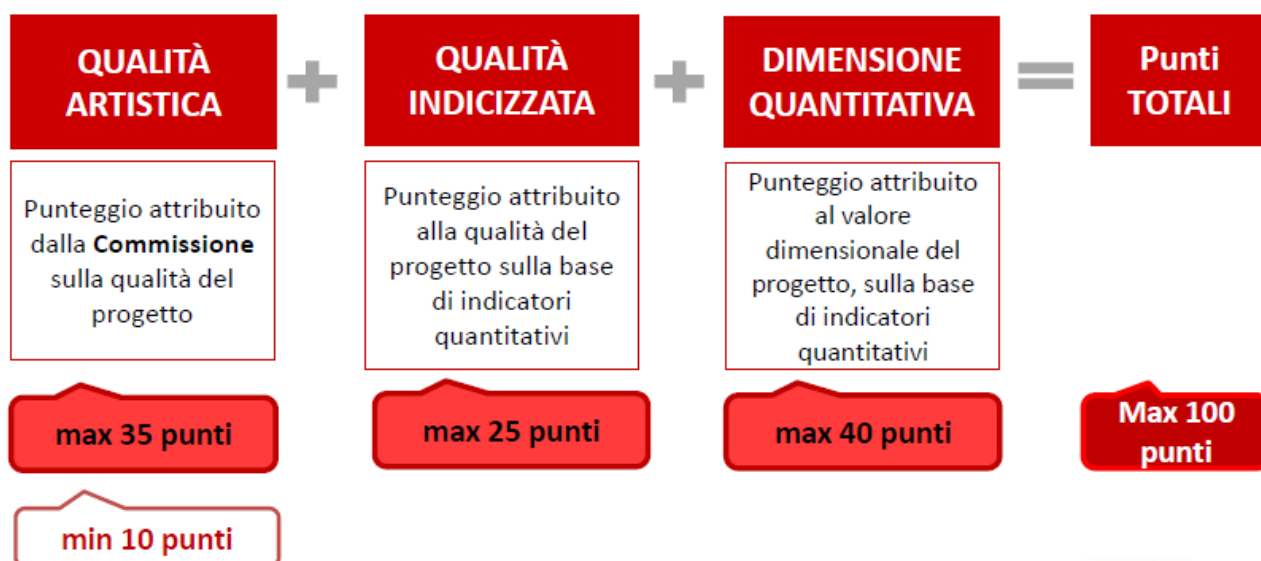 QUALITÀ
ARTISTICA
+
QUALITÀ
INDICIZZATA
+
DIMENSIONE
QUANTITATIVA
=
Punti
TOTALI
Punteggio attribuito
dalla Commissione
sulla qualità del
progetto
Punteggio attribuito
alla qualità del
progetto sulla base
di indicatori
quantitativi
Punteggio attribuito
al valore
dimensionale del
progetto, sulla base
di indicatori
quantitativi
max 35 punti
max 25 punti
max 40 punti
Max 100
punti
min 10 punti